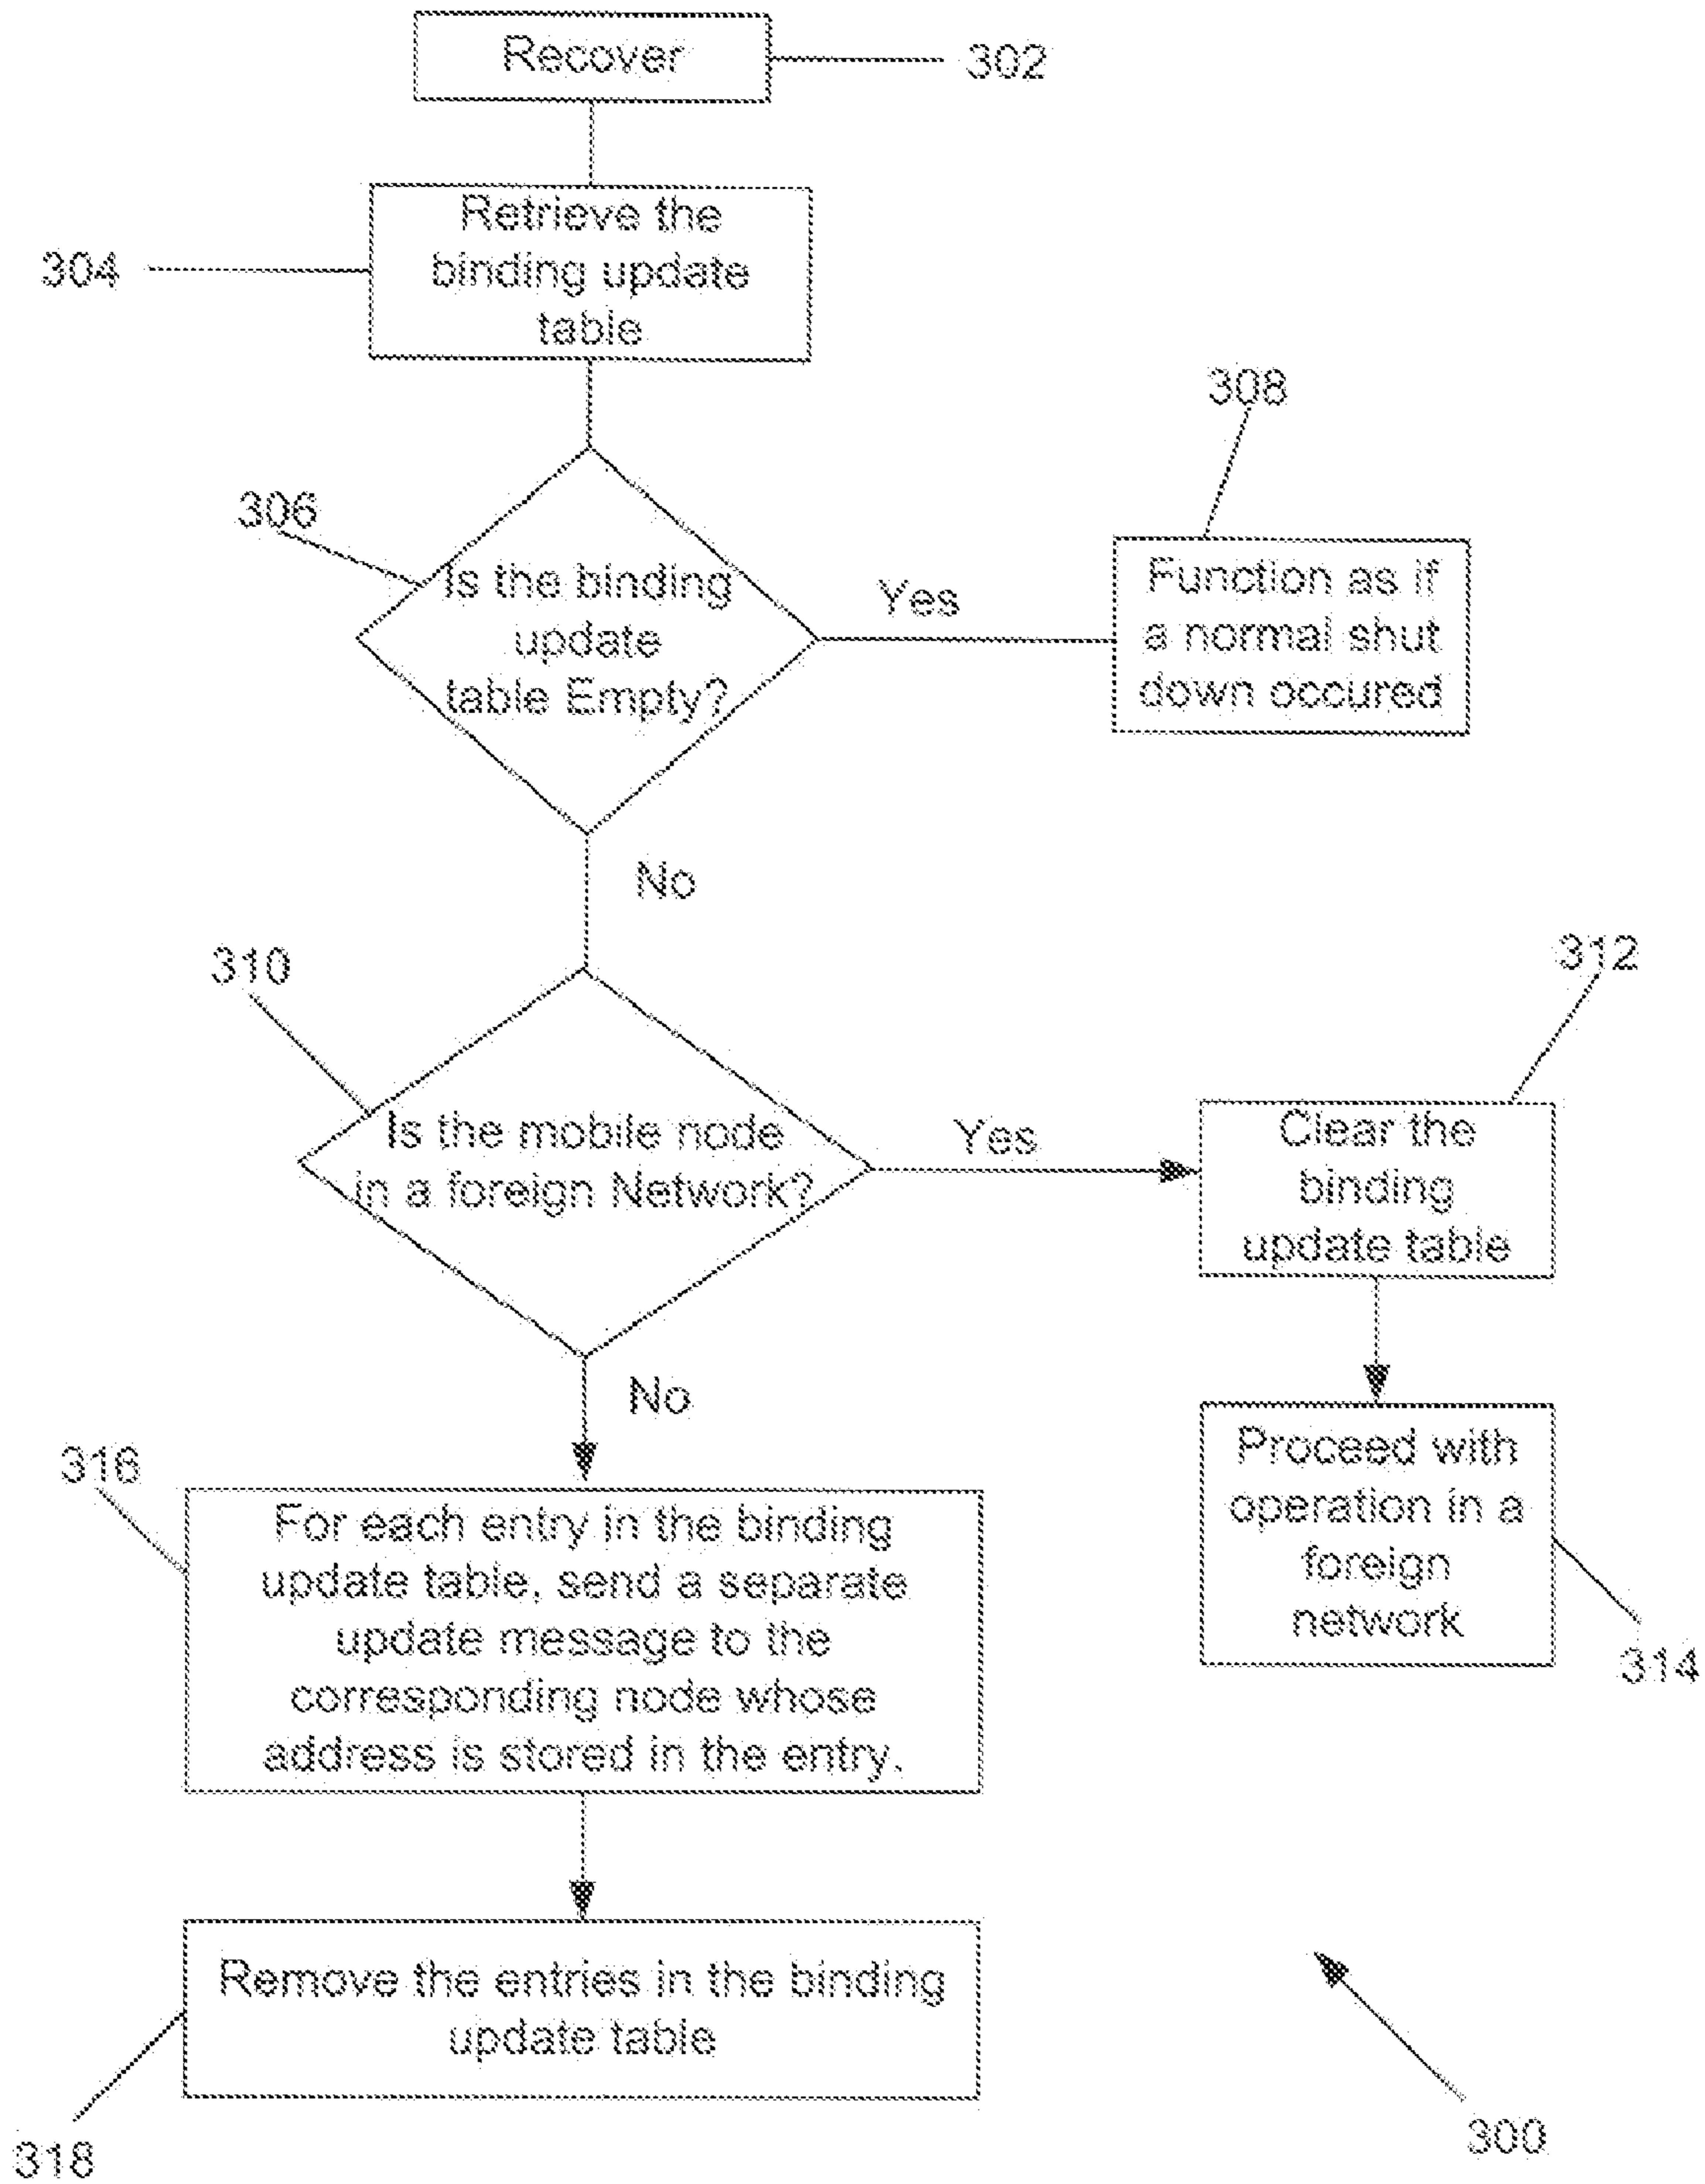 Recover
302
Retrieve the
binding update
table
304
308
306
Is the binding
update
table Empty?
Yes
Function as if
a normal shut
down occured
No
310
312
Is the mobile node
in a foreign Network?
Yes
Clear the
binding
update table
No
316
Proceed with
operation in a
foreign
network
314
For each entry in the binding
update table, send a separate
update message to the
corresponding node whose
address is stored in the entry.
Remove the entries in the binding
update table
318
300